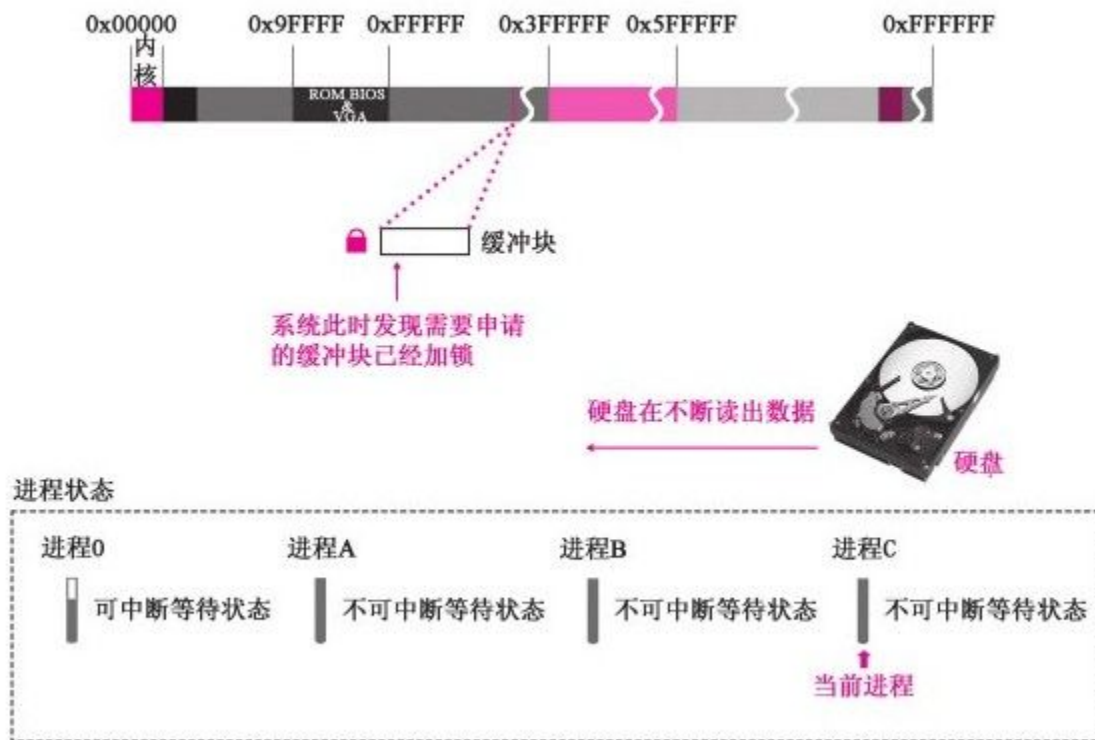 0x00000 0x9FFFF 0xFFFFF 0x3FFFFF 0x5FFFFF 0xFFFFFF
内
核
ROM BIOS
&
VGA
缓冲块
系统此时发现需要申请
的缓冲块已经加锁
硬盘在不断读出数据
硬盘
进程状态
进程0 进程A 进程B 进程C
可中断等待状态 不可中断等待状态 不可中断等待状态 不可中断等待状态
当前进程